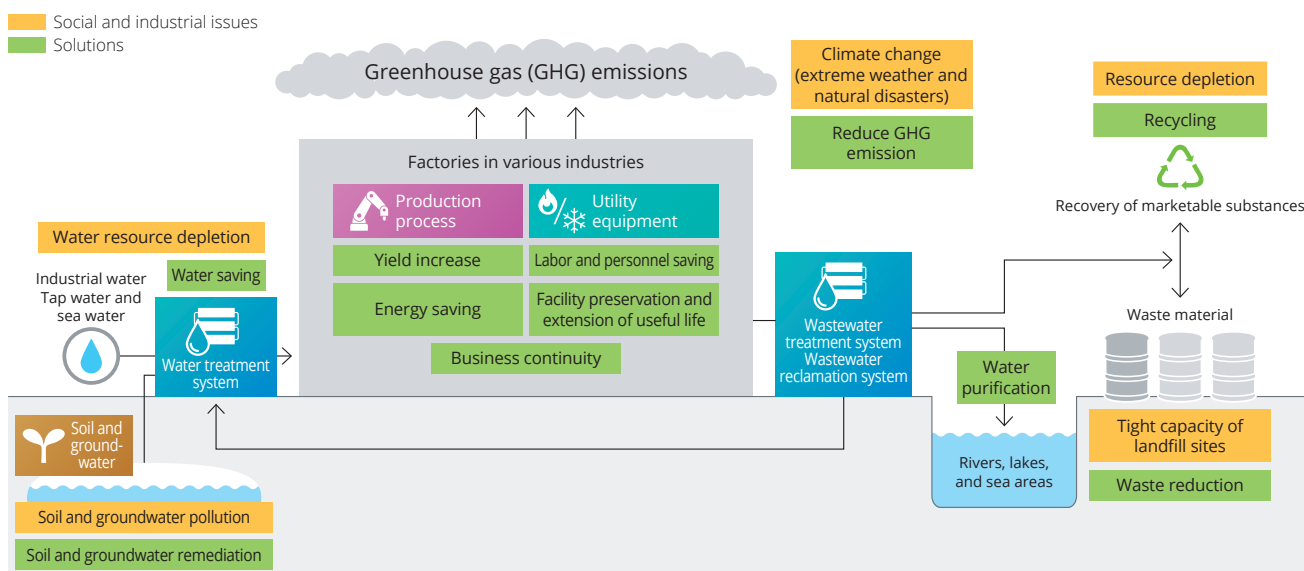 Social and industrial issues
Solutions
Greenhouse gas (GHG) emissions
Climate change
(extreme weather and
natural disasters)
Reduce GHG
emission
Resource depletion
Recycling
Recovery of marketable substances
Factories in various industries
Production
process
Utility
equipment
Yield increase
Labor and personnel saving
Energy saving
Facility preservation and
extension of useful life
Business continuity
Water resource depletion
Water saving
Industrial water
Tap water and
sea water
Water treatment
system
Wastewater
treatment system
Wastewater
reclamation system
Waste material
Water
purification
Soil and
ground-
water
Rivers, lakes,
and sea areas
Tight capacity of
landfill sites
Waste reduction
Soil and groundwater pollution
Soil and groundwater remediation